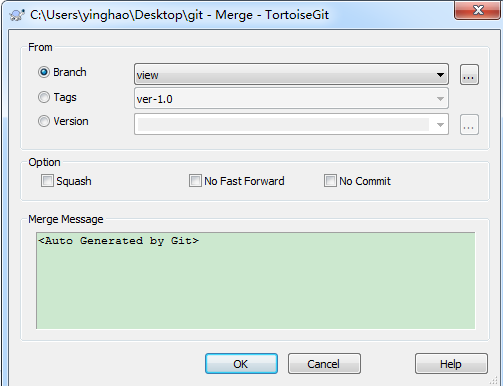 C:\Users\yinghao\Desktop\git - Merge - TortoiseGit
From
Branch
view
...
Tags
ver-1.0
Version
...
Option
Squash
No Fast Forward
No Commit
Merge Message
<Auto Generated by Git>
OK
Cancel
Help